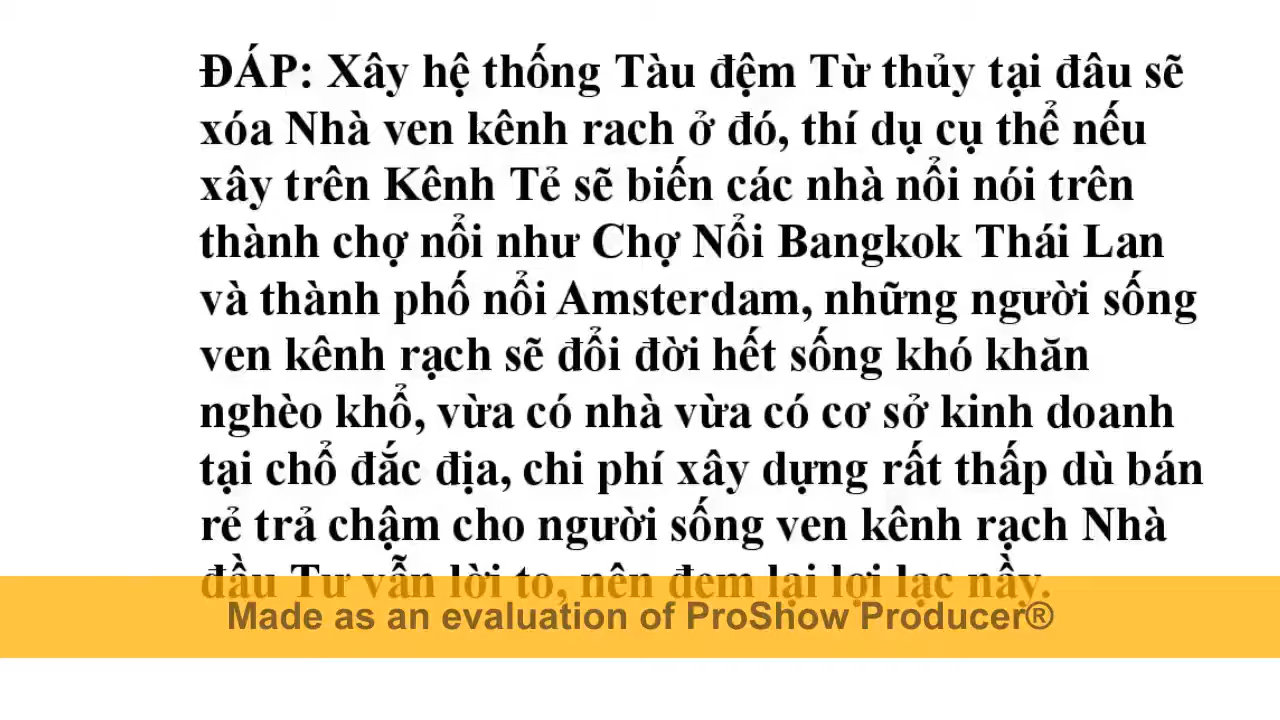 ĐÁP: Xây hệ thống Tàu đệm Từ thủy tại đâu sẽ
xóa Nhà ven kênh rach ở đó, thí dụ cụ thể nếu
xây trên Kênh Tẻ sẽ biến các nhà nổi nói trên
thành chợ nổi như Chợ Nổi Bangkok Thái Lan
và thành phố nổi Amsterdam, những người sống
ven kênh rạch sẽ đổi đời hết sống khó khăn
nghèo khổ, vừa có nhà vừa có cơ sở kinh doanh
tại chổ đắc địa, chi phí xây dựng rất thấp dù bán
rẻ trả chậm cho người sống ven kênh rạch Nhà
đầu Tư vẫn lời to, nên đem lại lợi lạc nầy.
Made as an evaluation of ProShow Producer®